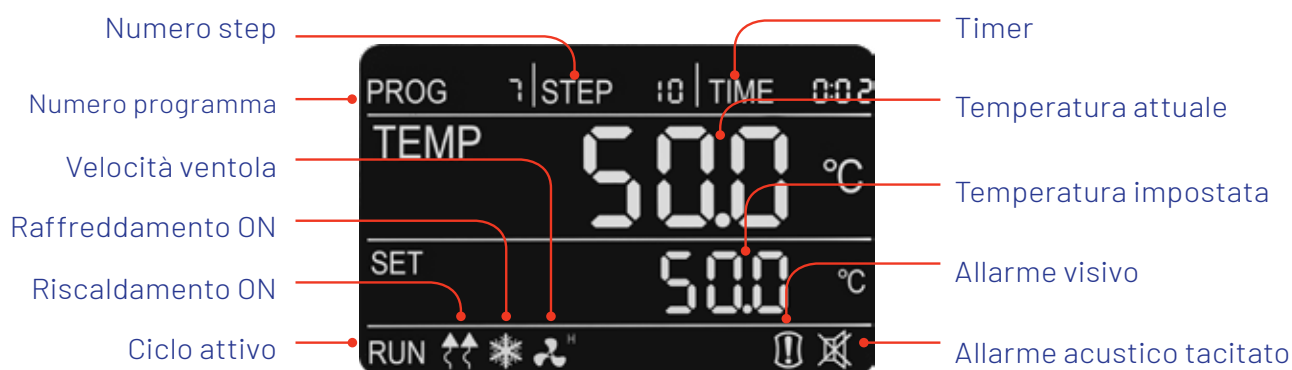 Numero step
Timer
PROG 7 STEP 10 TIME 0:02
Numero programma
Temperatura attuale
TEMP 50.0 °C
Velocità ventola
Temperatura impostata
Raffreddamento ON
SET 50.0 °C
Allarme visivo
Riscaldamento ON
RUN H
Ciclo attivo
Allarme acustico tacitato